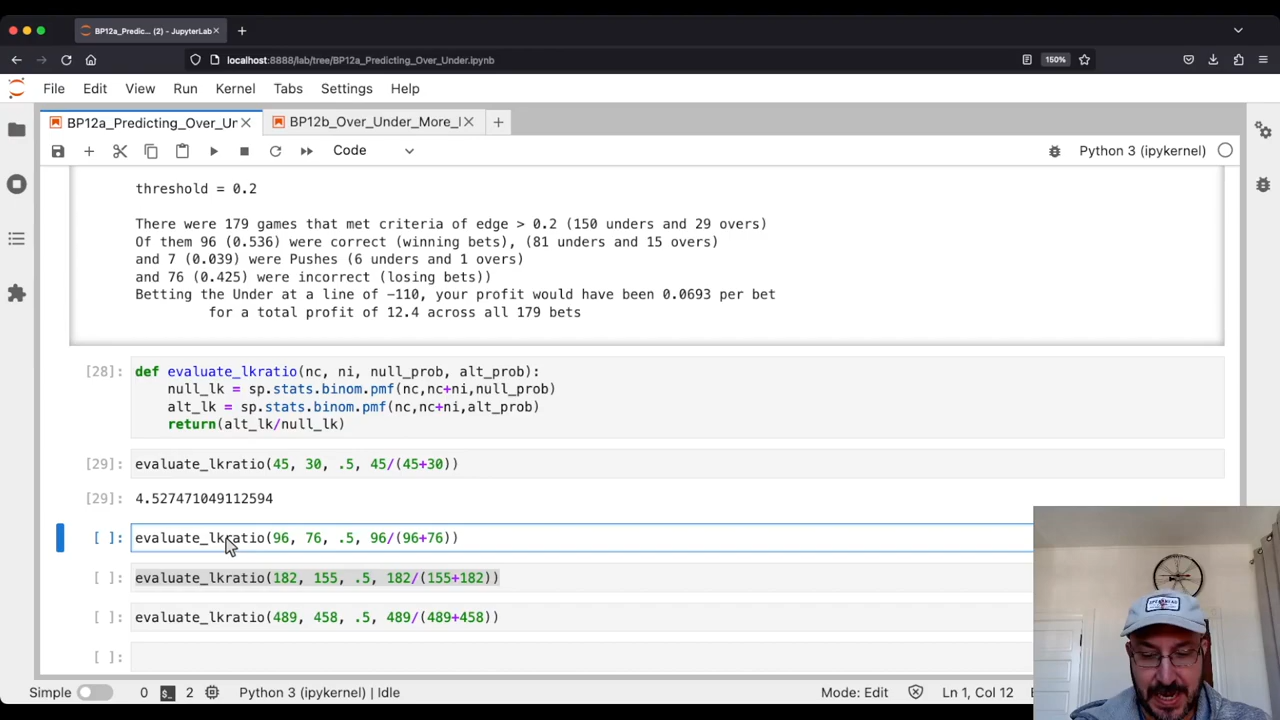 BP12a_Predic... (2) - JupyterLab
localhost:8888/lab/tree/BP12a_Predicting_Over_Under.ipynb
150%
File Edit View Run Kernel Tabs Settings Help
BP12a_Predicting_Over_Ur
BP12b_Over_Under_More_I
Code
Python 3 (ipykernel)
threshold = 0.2
There were 179 games that met criteria of edge > 0.2 (150 unders and 29 overs)
Of them 96 (0.536) were correct (winning bets), (81 unders and 15 overs)
and 7 (0.039) were Pushes (6 unders and 1 overs)
and 76 (0.425) were incorrect (losing bets))
Betting the Under at a line of -110, your profit would have been 0.0693 per bet
for a total profit of 12.4 across all 179 bets
[28]: def evaluate_lkratio(nc, ni, null_prob, alt_prob):
null_lk = sp.stats.binom.pmf(nc,nc+ni,null_prob)
alt_lk = sp.stats.binom.pmf(nc,nc+ni,alt_prob)
return(alt_lk/null_lk)
[29]: evaluate_lkratio(45, 30, .5, 45/(45+30))
[29]: 4.527471049112594
[ ]: evaluate_lkratio(96, 76, .5, 96/(96+76))
[ ]: evaluate_lkratio(182, 155, .5, 182/(155+182))
[ ]: evaluate_lkratio(489, 458, .5, 489/(489+458))
[ ]:
Simple 0 $_ 2 Python 3 (ipykernel) | Idle Mode: Edit Ln 1, Col 12